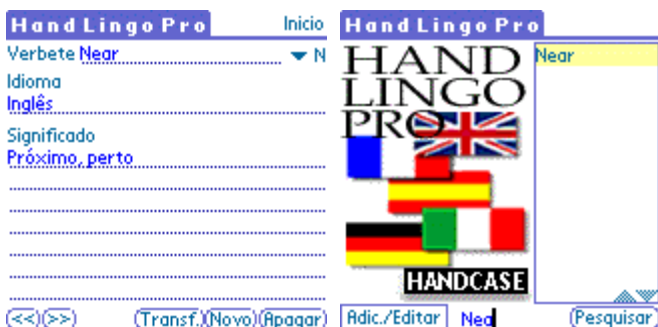 Hand Lingo Pro
Inicio
Verbete Near
N
Idioma
Inglês
Significado
Próximo, perto
(<<)(>>)
(Transf.)(Novo)(Apagar)
Hand Lingo Pro
HAND
LINGO
PRO
HANDCASE
Near
Adic./Editar
Nea
(Pesquisar)